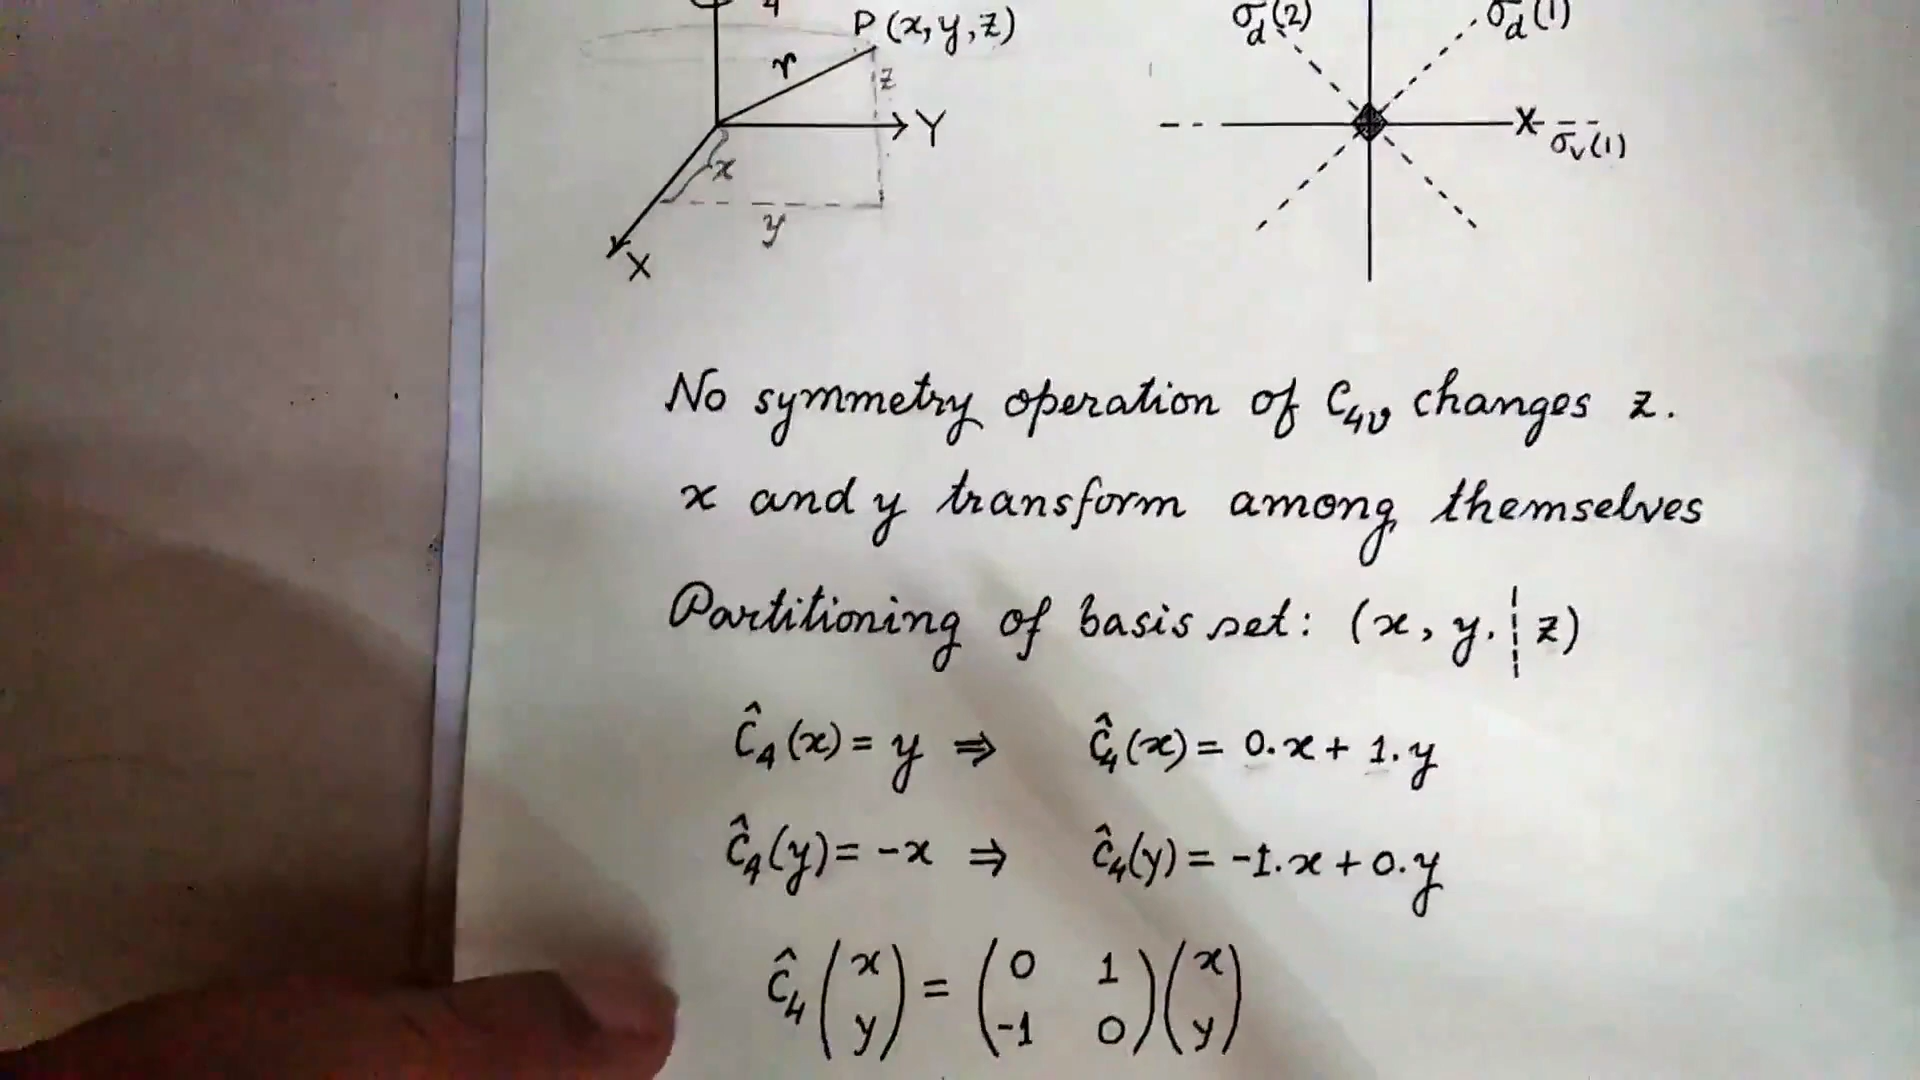 4
P(x, y, z)
r
z
Y
x
y
X
σd(2)
σd(1)
X
σv(1)
No symmetry operation of C4v changes z.
x and y transform among themselves
Partitioning of basis set: (x, y. ¦ z)
Ĉ4(x) = y ⇒ Ĉ4(x) = 0.x + 1.y
Ĉ4(y) = -x ⇒ Ĉ4(y) = -1.x + 0.y
Ĉ4 (x y) = (0 1 -1 0) (x y)